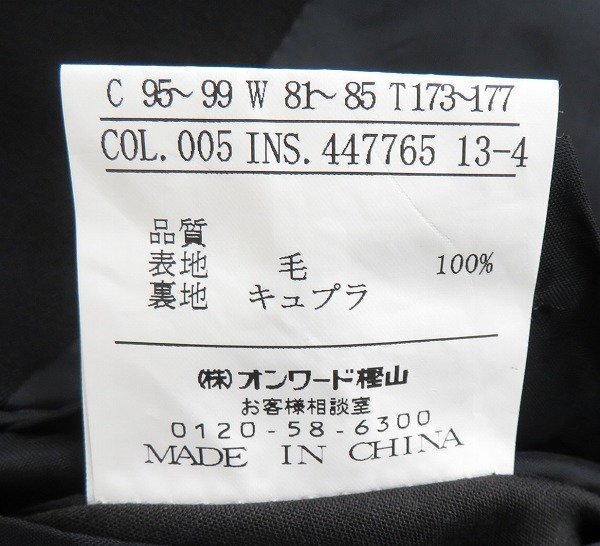 C 95~ 99 W 81~ 85 T173~177
COL. 005 INS. 447765 13-4
品質
表地 毛 100%
裏地 キュプラ
(株)オンワード樫山
お客様相談室
0120-58-6300
MADE IN CHINA